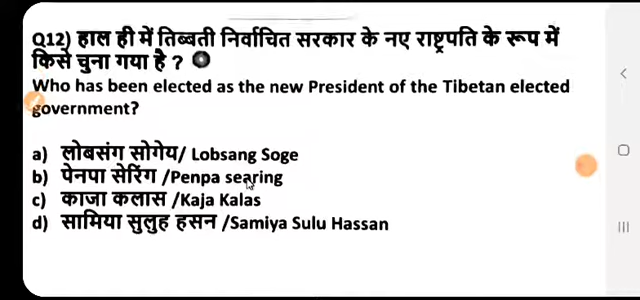 Q12) हाल ही में तिब्बती निर्वाचित सरकार के नए राष्ट्रपति के रूप में
किसे चुना गया है ?
Who has been elected as the new President of the Tibetan elected
government?
a) लोबसंग सोगेय/ Lobsang Soge
b) पेनपा सेरिंग /Penpa searing
c) काजा कलास /Kaja Kalas
d) सामिया सुलुह हसन /Samiya Sulu Hassan